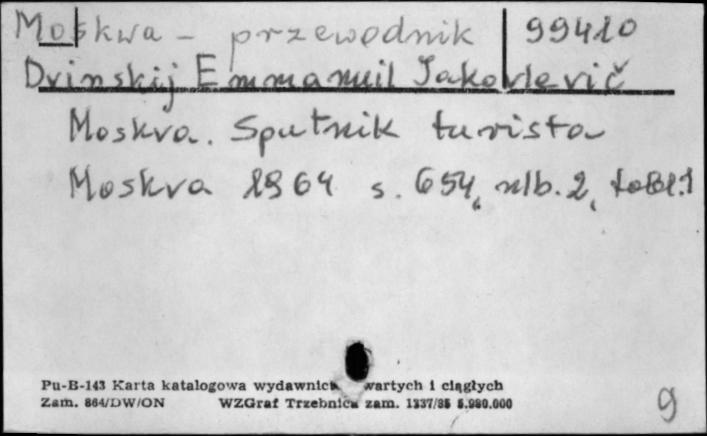 Moskwa - przewodnik 99410
Dvinskij Emmanuil Jakovlevič
Moskva. Sputnik turista
Moskva 1964 s. 654, nlb. 2, tabl. 1
Pu-B-143 Karta katalogowa wydawnictw zwartych i ciągłych
Zam. 864/DW/ON WZGraf Trzebnica zam. 1337/85 5.980.000
9